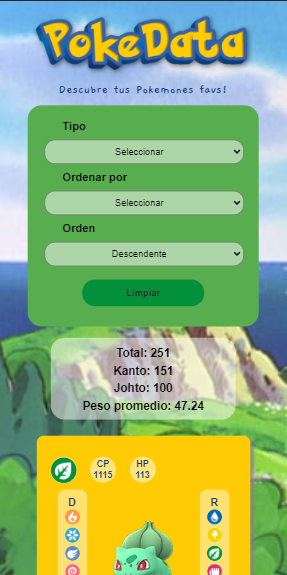 PokeData
Descubre tus Pokemones favs!
Tipo
Seleccionar
Ordenar por
Seleccionar
Orden
Descendente
Limpiar
Total: 251
Kanto: 151
Johto: 100
Peso promedio: 47.24
CP
1115
HP
113
D
R